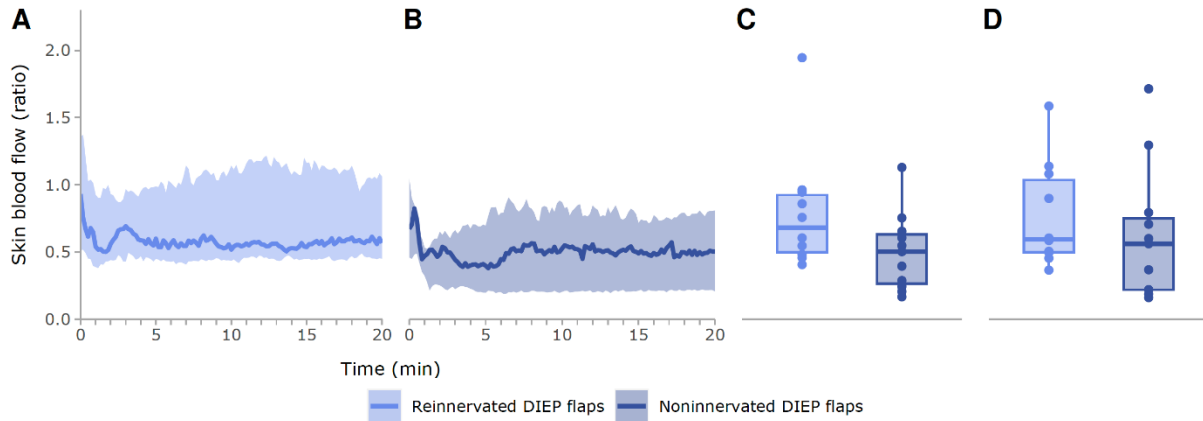 A
B
C
D
Skin blood flow (ratio)
2.0
1.5
1.0
0.5
0.0
0 5 10 15 20
0 5 10 15 20
Time (min)
Reinnervated DIEP flaps Noninnervated DIEP flaps